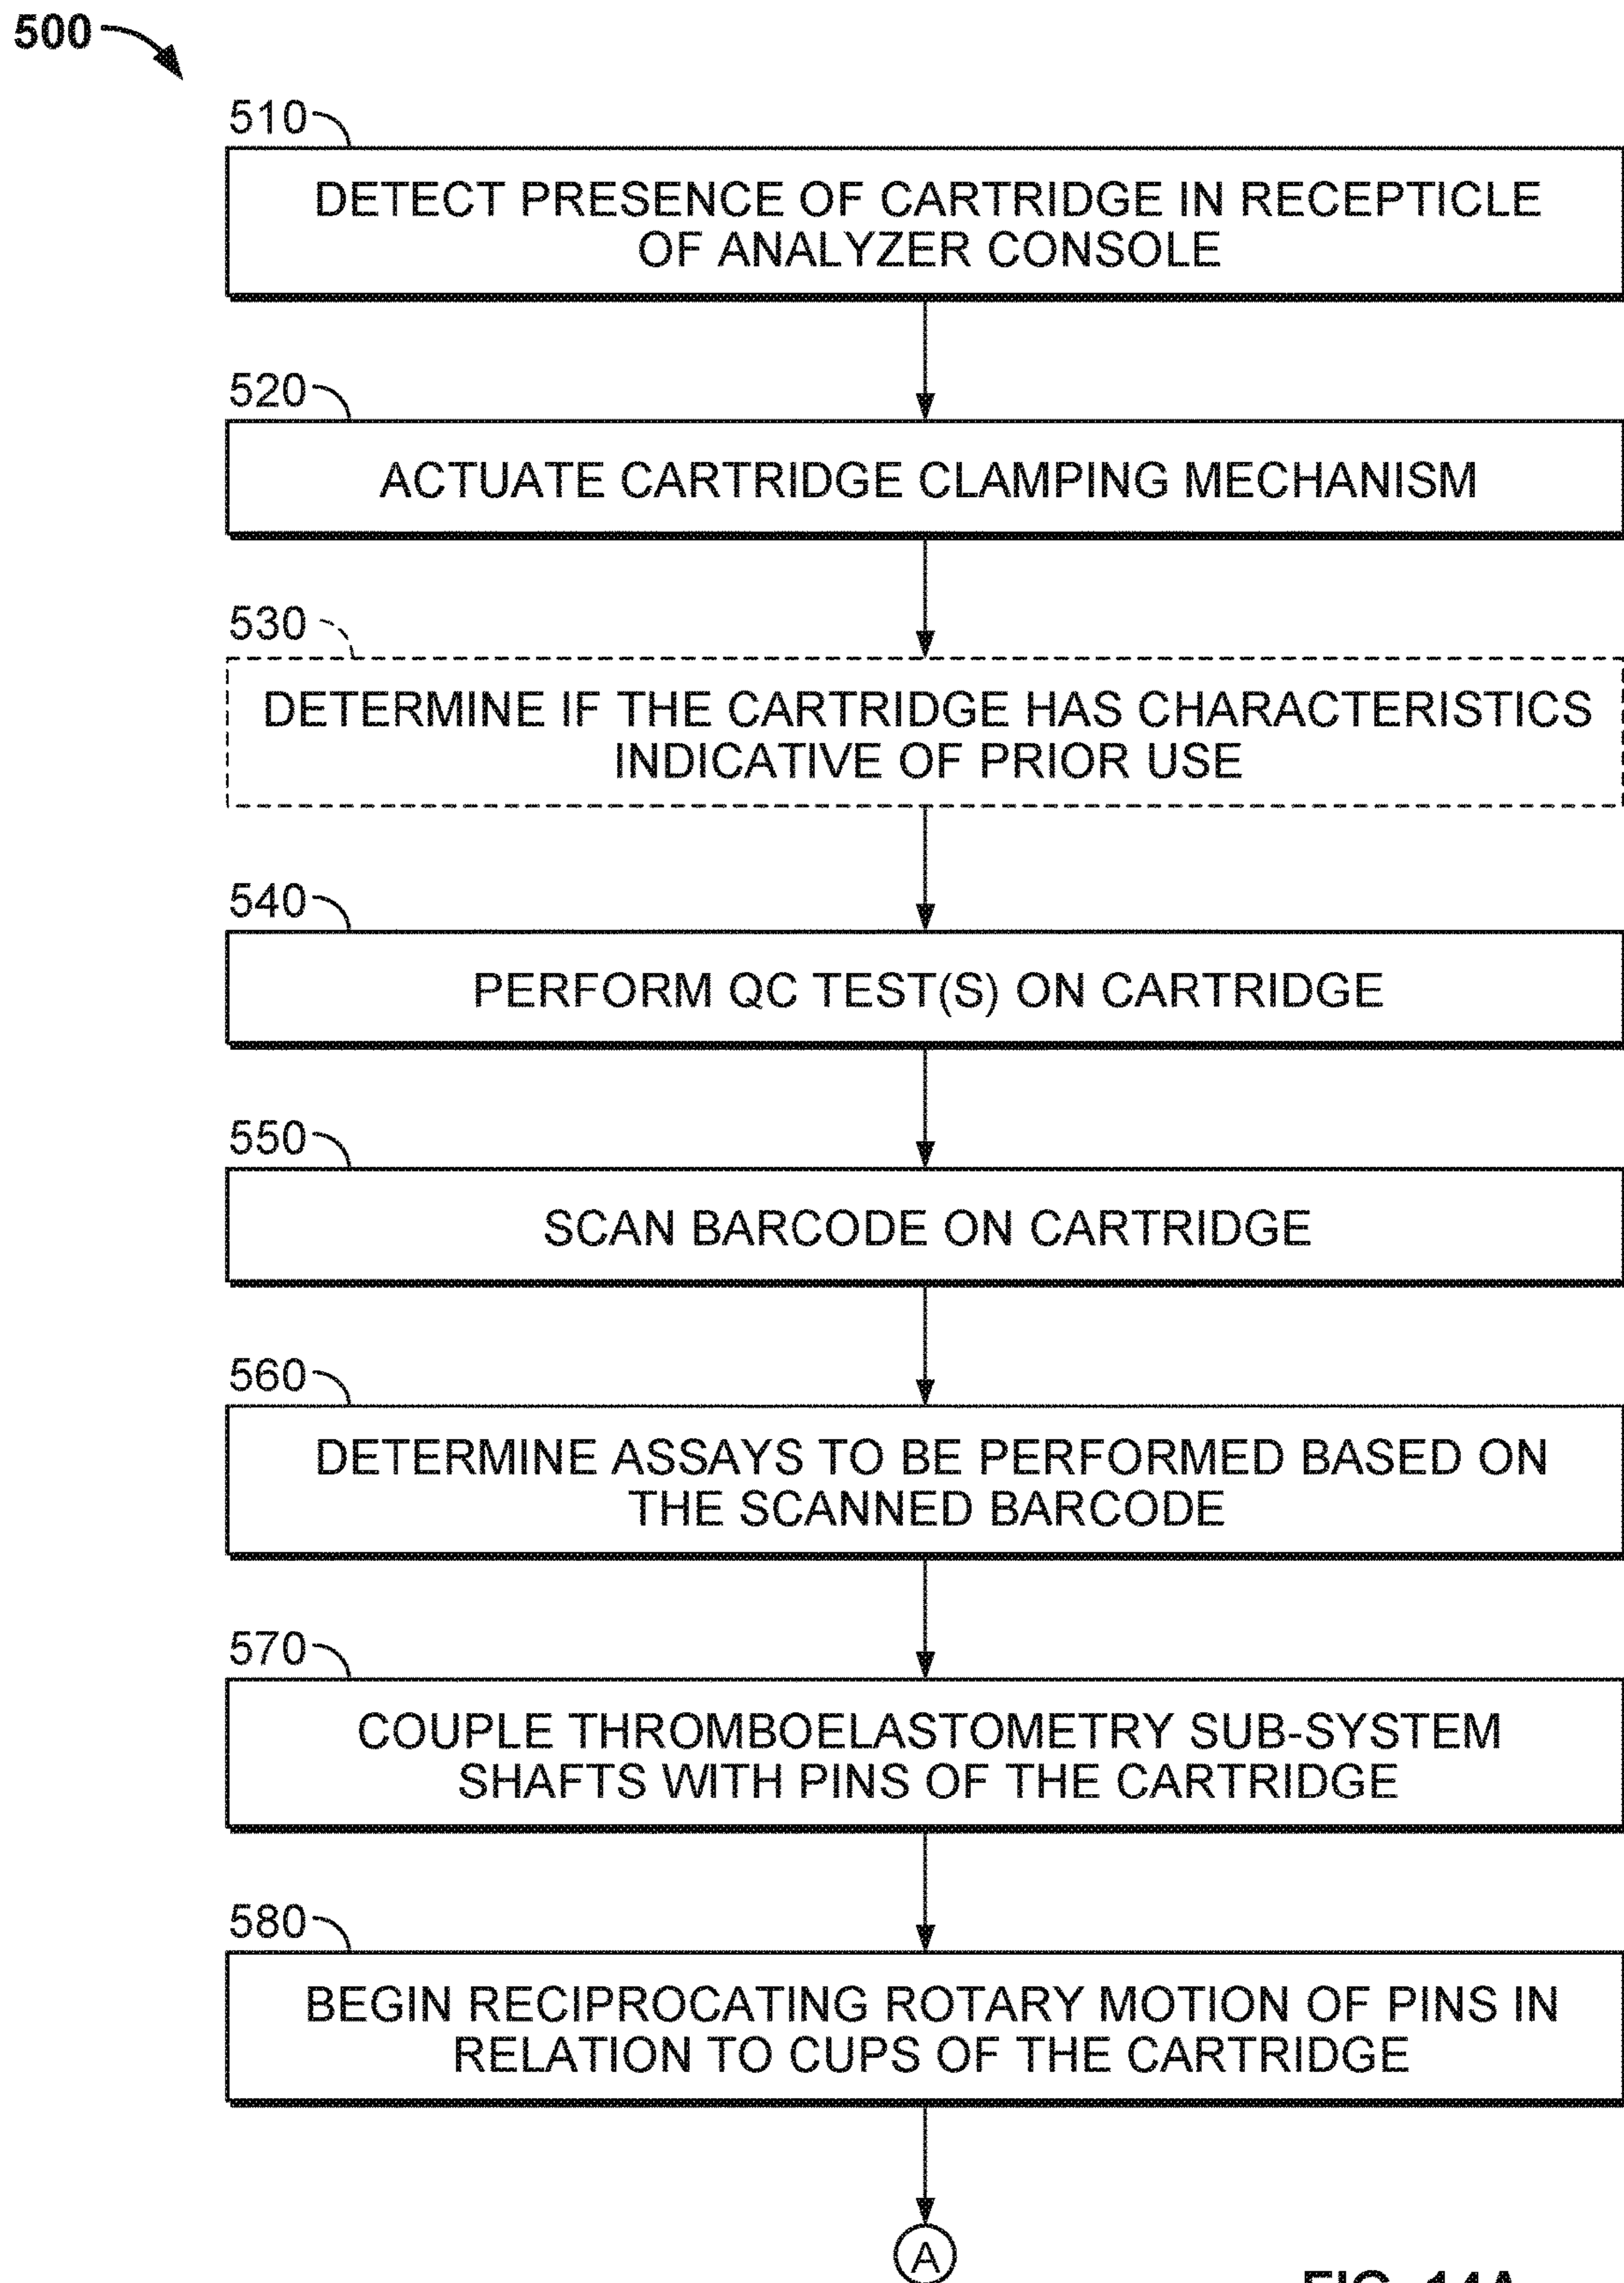 500
510
DETECT PRESENCE OF CARTRIDGE IN RECEPTICLE
OF ANALYZER CONSOLE
520
ACTUATE CARTRIDGE CLAMPING MECHANISM
530
DETERMINE IF THE CARTRIDGE HAS CHARACTERISTICS
INDICATIVE OF PRIOR USE
540
PERFORM QC TEST(S) ON CARTRIDGE
550
SCAN BARCODE ON CARTRIDGE
560
DETERMINE ASSAYS TO BE PERFORMED BASED ON
THE SCANNED BARCODE
570
COUPLE THROMBOELASTOMETRY SUB-SYSTEM
SHAFTS WITH PINS OF THE CARTRIDGE
580
BEGIN RECIPROCATING ROTARY MOTION OF PINS IN
RELATION TO CUPS OF THE CARTRIDGE
A
FIG. 14A